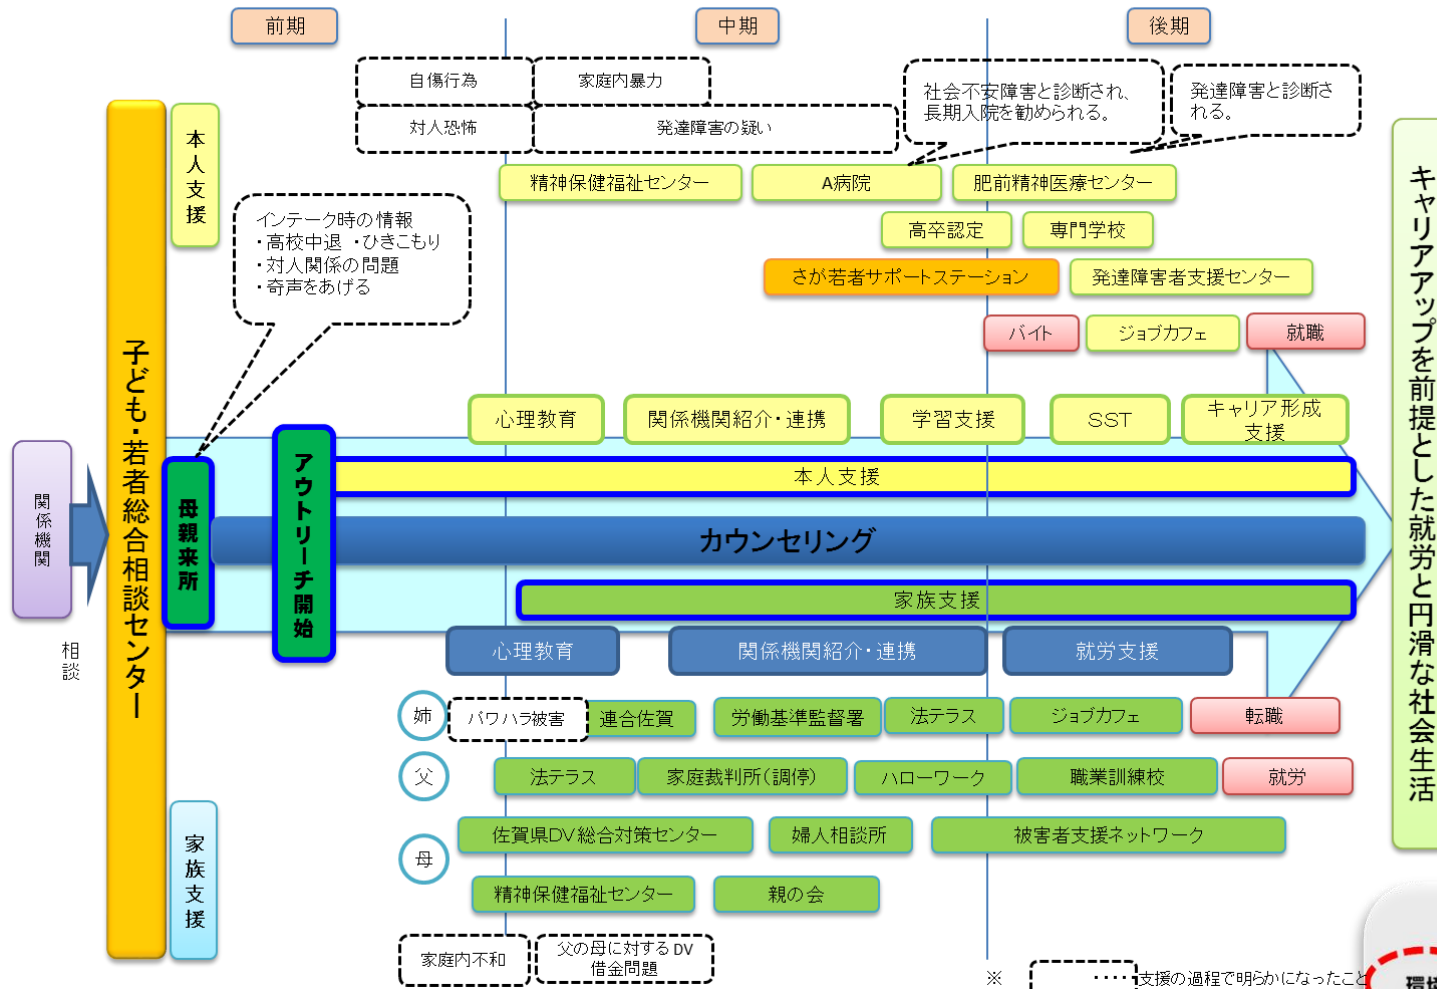 前期
中期
後期
自傷行為
家庭内暴力
対人恐怖
発達障害の疑い
社会不安障害と診断され、
長期入院を勧められる。
発達障害と診断さ
れる。
本人支援
精神保健福祉センター
A病院
肥前精神医療センター
インテーク時の情報
・高校中退 ・ひきこもり
・対人関係の問題
・奇声をあげる
高卒認定
専門学校
さが若者サポートステーション
発達障害者支援センター
バイト
ジョブカフェ
就職
心理教育
関係機関紹介・連携
学習支援
SST
キャリア形成
支援
関係機関
相談
子ども・若者総合相談センター
母親来所
アウトリーチ開始
本人支援
カウンセリング
家族支援
キャリアアップを前提とした就労と円滑な社会生活
心理教育
関係機関紹介・連携
就労支援
姉
パワハラ被害
連合佐賀
労働基準監督署
法テラス
ジョブカフェ
転職
父
法テラス
家庭裁判所(調停)
ハローワーク
職業訓練校
就労
家族支援
母
佐賀県DV総合対策センター
婦人相談所
被害者支援ネットワーク
精神保健福祉センター
親の会
家庭内不和
父の母に対するDV
借金問題
※
・・・・・支援の過程で明らかになったこと